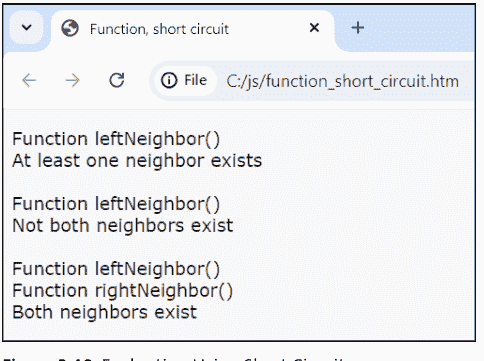 Function, short circuit
File C:/js/function_short_circuit.htm
Function leftNeighbor()
At least one neighbor exists
Function leftNeighbor()
Not both neighbors exist
Function leftNeighbor()
Function rightNeighbor()
Both neighbors exist